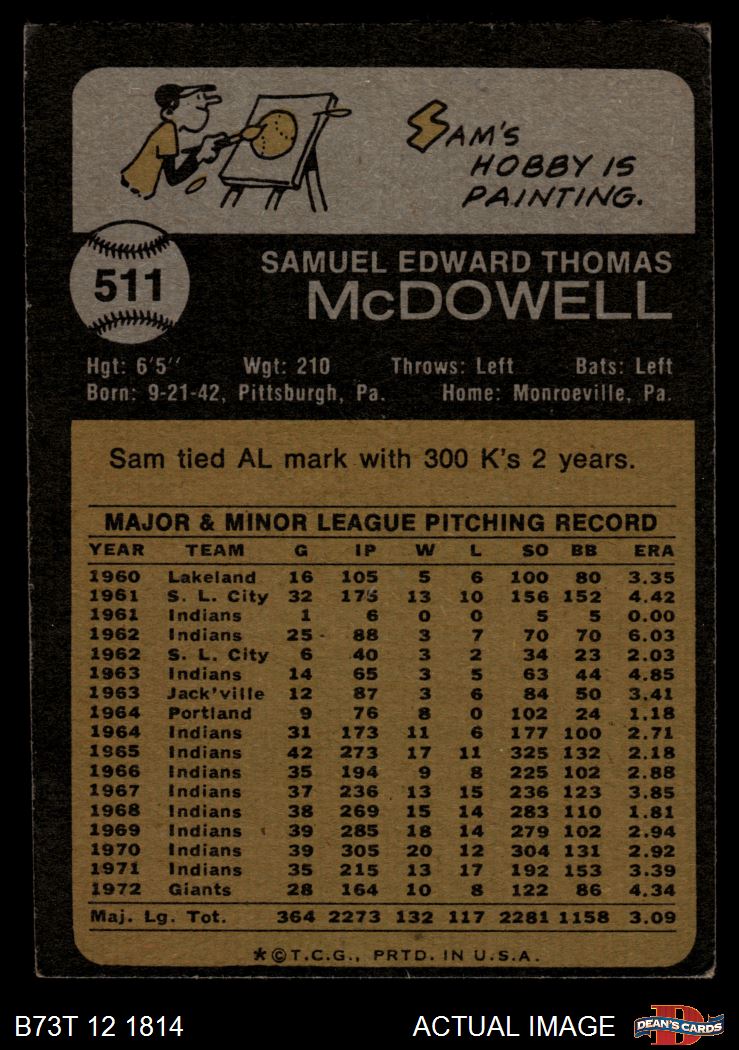 SAM'S
HOBBY IS
PAINTING.
511
SAMUEL EDWARD THOMAS
McDOWELL
Hgt: 6'5" Wgt: 210 Throws: Left Bats: Left
Born: 9-21-42, Pittsburgh, Pa. Home: Monroeville, Pa.
Sam tied AL mark with 300 K's 2 years.
MAJOR & MINOR LEAGUE PITCHING RECORD
YEAR TEAM G IP W L SO BB ERA
1960 Lakeland 16 105 5 6 100 80 3.35
1961 S. L. City 32 175 13 10 156 152 4.42
1961 Indians 1 6 0 0 5 5 0.00
1962 Indians 25 88 3 7 70 70 6.03
1962 S. L. City 6 40 3 2 34 23 2.03
1963 Indians 14 65 3 5 63 44 4.85
1963 Jack'ville 12 87 3 6 84 50 3.41
1964 Portland 9 76 8 0 102 24 1.18
1964 Indians 31 173 11 6 177 100 2.71
1965 Indians 42 273 17 11 325 132 2.18
1966 Indians 35 194 9 8 225 102 2.88
1967 Indians 37 236 13 15 236 123 3.85
1968 Indians 38 269 15 14 283 110 1.81
1969 Indians 39 285 18 14 279 102 2.94
1970 Indians 39 305 20 12 304 131 2.92
1971 Indians 35 215 13 17 192 153 3.39
1972 Giants 28 164 10 8 122 86 4.34
Maj. Lg. Tot. 364 2273 132 117 2281 1158 3.09
*©T.C.G., PRTD. IN U.S.A.
B73T 12 1814 ACTUAL IMAGE DEAN'S CARDS